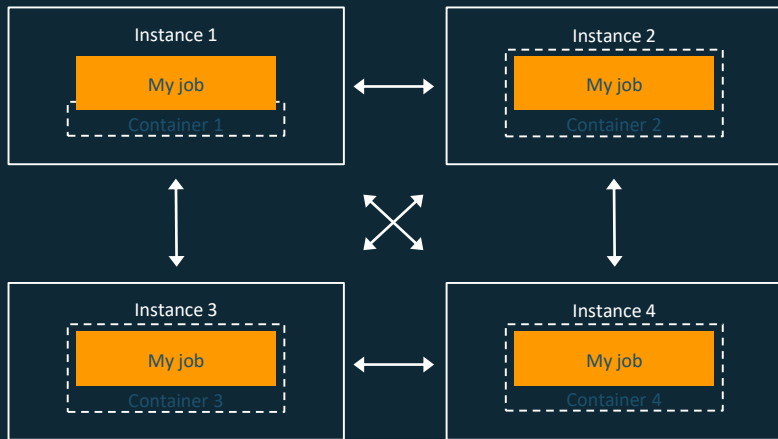 Instance 1
My job
Container 1
Instance 2
My job
Container 2
Instance 3
My job
Container 3
Instance 4
My job
Container 4